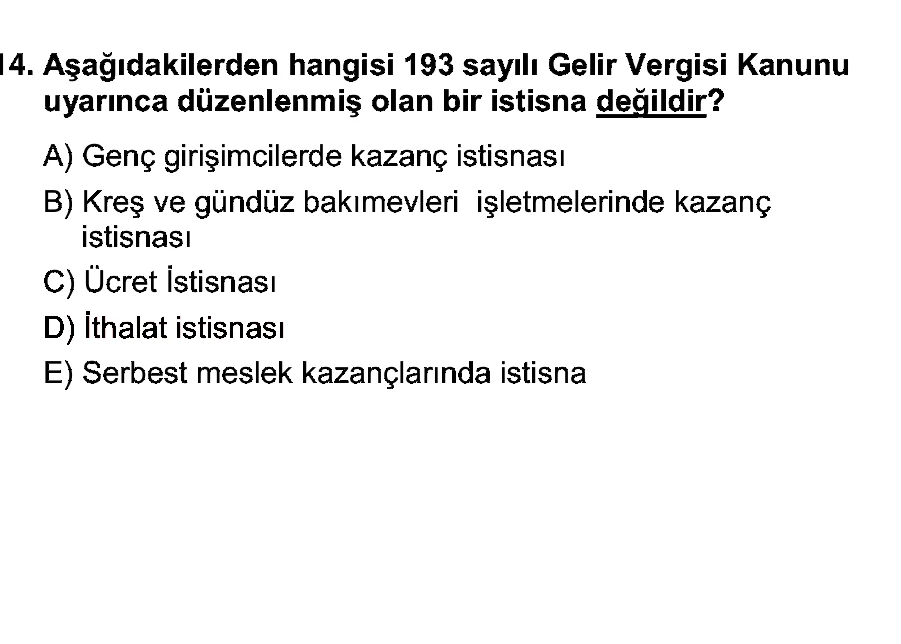 14. Aşağıdakilerden hangisi 193 sayılı Gelir Vergisi Kanunu
uyarınca düzenlenmiş olan bir istisna değildir?
A) Genç girişimcilerde kazanç istisnası
B) Kreş ve gündüz bakımevleri işletmelerinde kazanç
istisnası
C) Ücret İstisnası
D) İthalat istisnası
E) Serbest meslek kazançlarında istisna